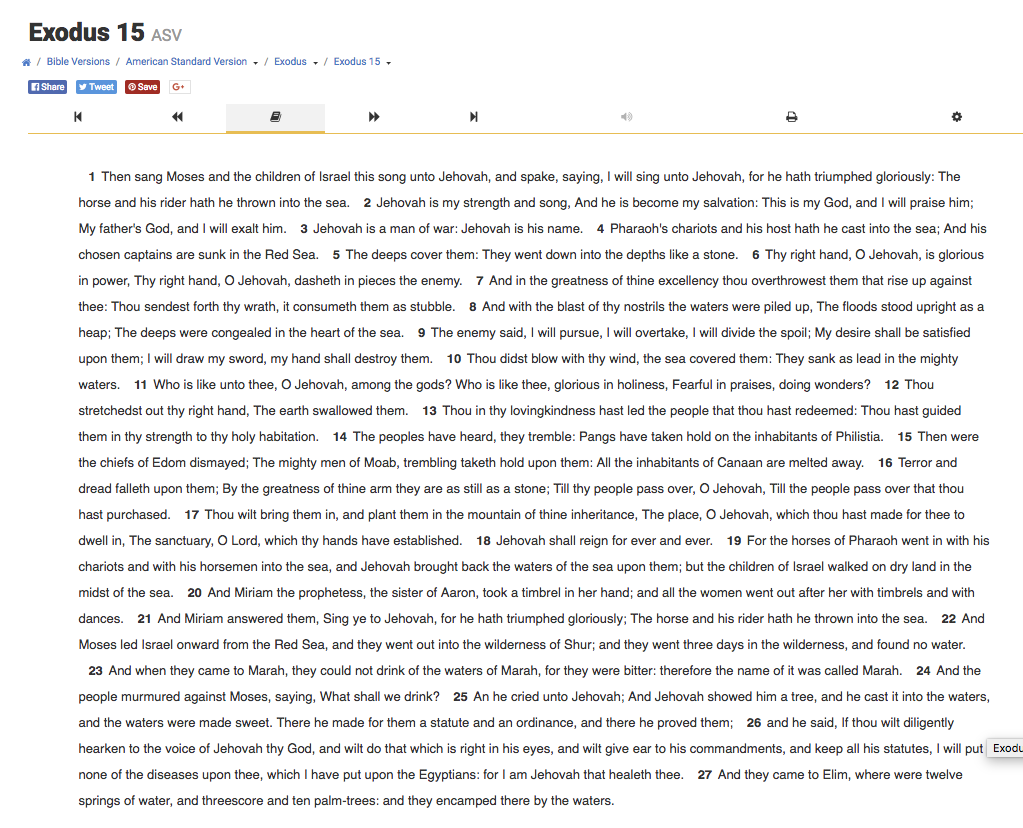 Exodus 15 ASV
/ Bible Versions / American Standard Version / Exodus / Exodus 15
Share Tweet Save G+
1 Then sang Moses and the children of Israel this song unto Jehovah, and spake, saying, I will sing unto Jehovah, for he hath triumphed gloriously: The
horse and his rider hath he thrown into the sea. 2 Jehovah is my strength and song, And he is become my salvation: This is my God, and I will praise him;
My father's God, and I will exalt him. 3 Jehovah is a man of war: Jehovah is his name. 4 Pharaoh's chariots and his host hath he cast into the sea; And his
chosen captains are sunk in the Red Sea. 5 The deeps cover them: They went down into the depths like a stone. 6 Thy right hand, O Jehovah, is glorious
in power, Thy right hand, O Jehovah, dasheth in pieces the enemy. 7 And in the greatness of thine excellency thou overthrowest them that rise up against
thee: Thou sendest forth thy wrath, it consumeth them as stubble. 8 And with the blast of thy nostrils the waters were piled up, The floods stood upright as a
heap; The deeps were congealed in the heart of the sea. 9 The enemy said, I will pursue, I will overtake, I will divide the spoil; My desire shall be satisfied
upon them; I will draw my sword, my hand shall destroy them. 10 Thou didst blow with thy wind, the sea covered them: They sank as lead in the mighty
waters. 11 Who is like unto thee, O Jehovah, among the gods? Who is like thee, glorious in holiness, Fearful in praises, doing wonders? 12 Thou
stretchedst out thy right hand, The earth swallowed them. 13 Thou in thy lovingkindness hast led the people that thou hast redeemed: Thou hast guided
them in thy strength to thy holy habitation. 14 The peoples have heard, they tremble: Pangs have taken hold on the inhabitants of Philistia. 15 Then were
the chiefs of Edom dismayed; The mighty men of Moab, trembling taketh hold upon them: All the inhabitants of Canaan are melted away. 16 Terror and
dread falleth upon them; By the greatness of thine arm they are as still as a stone; Till thy people pass over, O Jehovah, Till the people pass over that thou
hast purchased. 17 Thou wilt bring them in, and plant them in the mountain of thine inheritance, The place, O Jehovah, which thou hast made for thee to
dwell in, The sanctuary, O Lord, which thy hands have established. 18 Jehovah shall reign for ever and ever. 19 For the horses of Pharaoh went in with his
chariots and with his horsemen into the sea, and Jehovah brought back the waters of the sea upon them; but the children of Israel walked on dry land in the
midst of the sea. 20 And Miriam the prophetess, the sister of Aaron, took a timbrel in her hand; and all the women went out after her with timbrels and with
dances. 21 And Miriam answered them, Sing ye to Jehovah, for he hath triumphed gloriously; The horse and his rider hath he thrown into the sea. 22 And
Moses led Israel onward from the Red Sea, and they went out into the wilderness of Shur; and they went three days in the wilderness, and found no water.
23 And when they came to Marah, they could not drink of the waters of Marah, for they were bitter: therefore the name of it was called Marah. 24 And the
people murmured against Moses, saying, What shall we drink? 25 An he cried unto Jehovah; And Jehovah showed him a tree, and he cast it into the waters,
and the waters were made sweet. There he made for them a statute and an ordinance, and there he proved them; 26 and he said, If thou wilt diligently
hearken to the voice of Jehovah thy God, and wilt do that which is right in his eyes, and wilt give ear to his commandments, and keep all his statutes, I will put Exodu
none of the diseases upon thee, which I have put upon the Egyptians: for I am Jehovah that healeth thee. 27 And they came to Elim, where were twelve
springs of water, and threescore and ten palm-trees: and they encamped there by the waters.